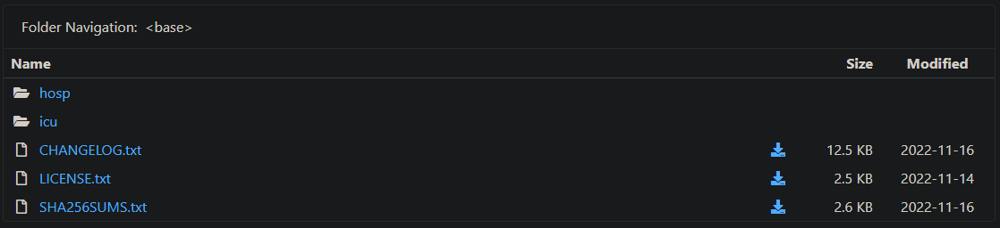 Folder Navigation: <base>
Name Size Modified
hosp
icu
CHANGELOG.txt 12.5 KB 2022-11-16
LICENSE.txt 2.5 KB 2022-11-14
SHA256SUMS.txt 2.6 KB 2022-11-16